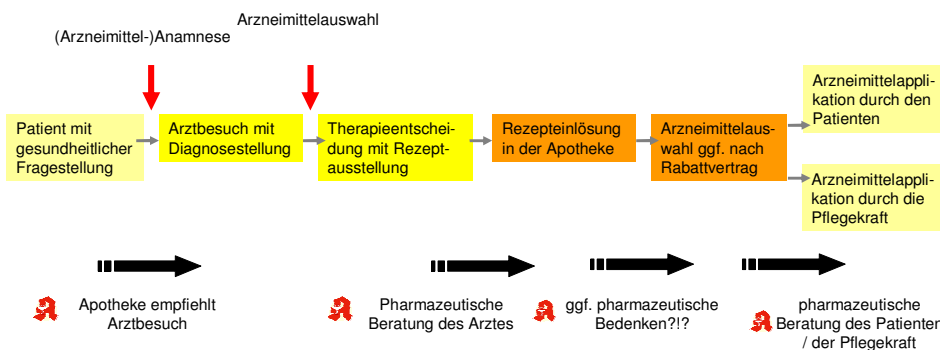 Arzneimittelauswahl
(Arzneimittel-)Anamnese
Patient mit
gesundheitlicher
Fragestellung
Arztbesuch mit
Diagnosestellung
Therapieentschei-
dung mit Rezept-
ausstellung
Rezepteinlösung
in der Apotheke
Arzneimittelaus-
wahl ggf. nach
Rabattvertrag
Arzneimittelappli-
kation durch den
Patienten
Arzneimittelappli-
kation durch die
Pflegekraft
Apotheke empfiehlt
Arztbesuch
Pharmazeutische
Beratung des Arztes
ggf. pharmazeutische
Bedenken?!?
pharmazeutische
Beratung des Patienten
/ der Pflegekraft